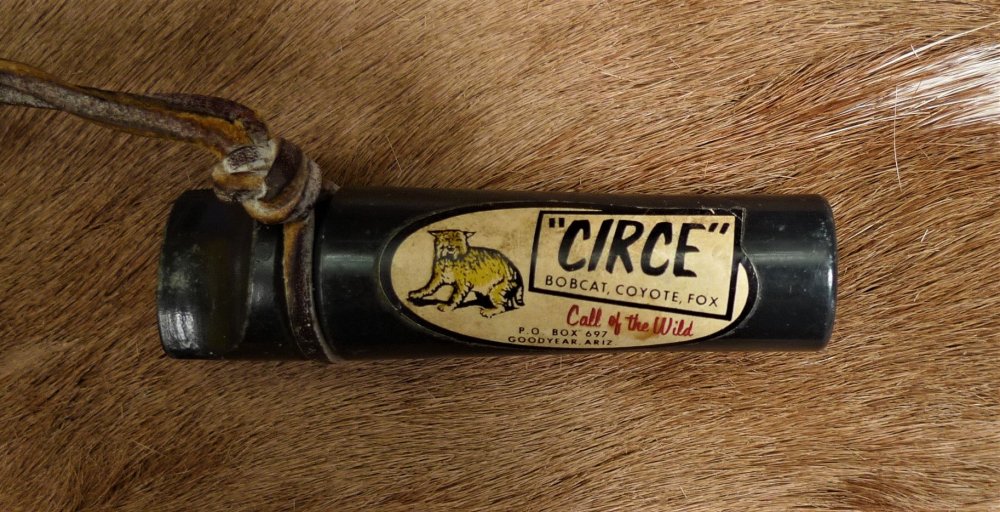 "CIRCE"
BOBCAT, COYOTE, FOX
Call of the Wild
P.O. BOX 697
GOODYEAR, ARIZ.